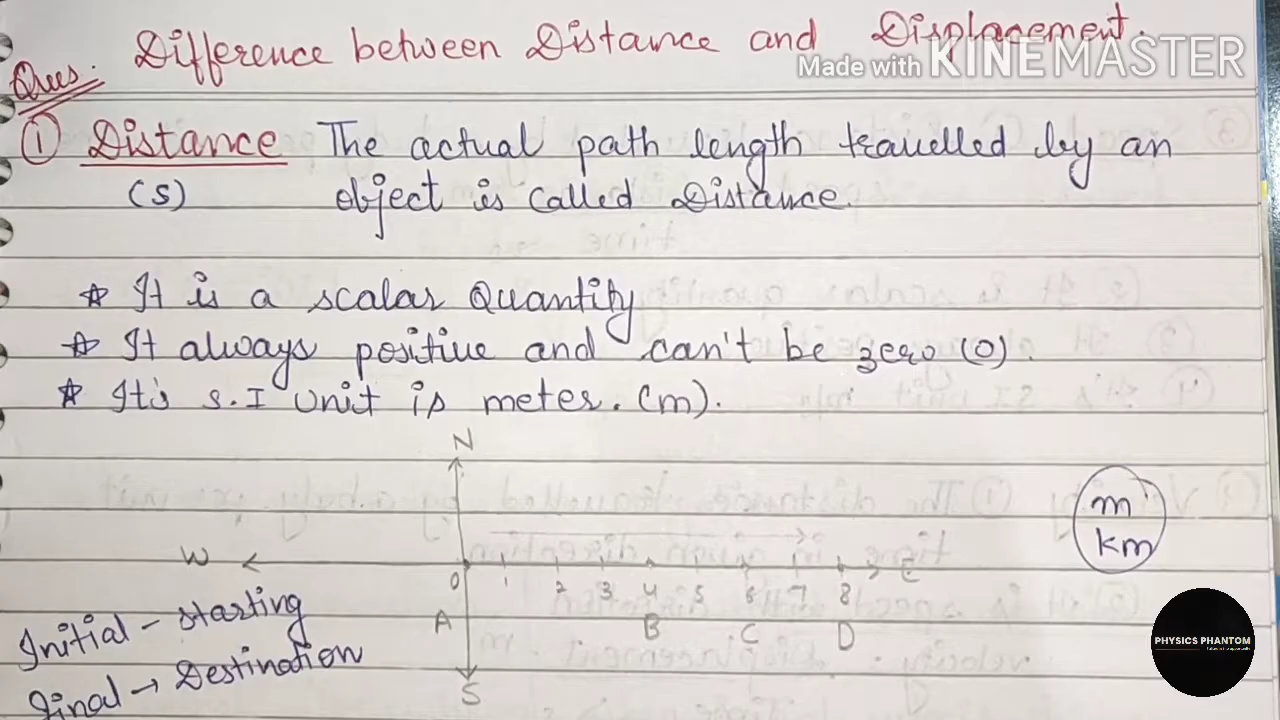 Difference between Distance and Displacement.
Made with KINEMASTER
Ques.
① Distance The actual path length travelled by an
(S) object is called Distance.
☆ It is a scalar Quantity
☆ It always positive and can't be zero (0).
☆ It's S.I Unit is meter. (m).
N
m
km
W E
0 1 2 3 4 5 6 7 8
A B C D
Initial - starting
final → Destination
S
PHYSICS PHANTOM